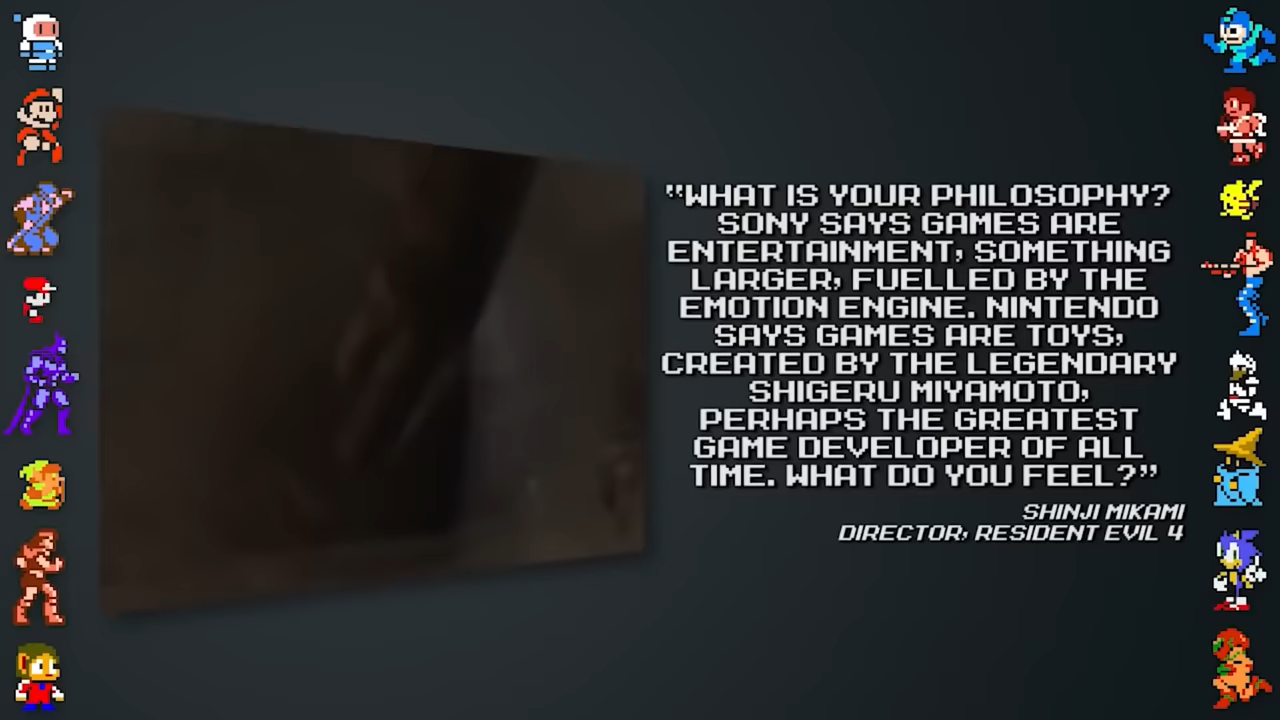 "WHAT IS YOUR PHILOSOPHY?
SONY SAYS GAMES ARE
ENTERTAINMENT, SOMETHING
LARGER, FUELLED BY THE
EMOTION ENGINE. NINTENDO
SAYS GAMES ARE TOYS,
CREATED BY THE LEGENDARY
SHIGERU MIYAMOTO,
PERHAPS THE GREATEST
GAME DEVELOPER OF ALL
TIME. WHAT DO YOU FEEL?"
SHINJI MIKAMI
DIRECTOR, RESIDENT EVIL 4